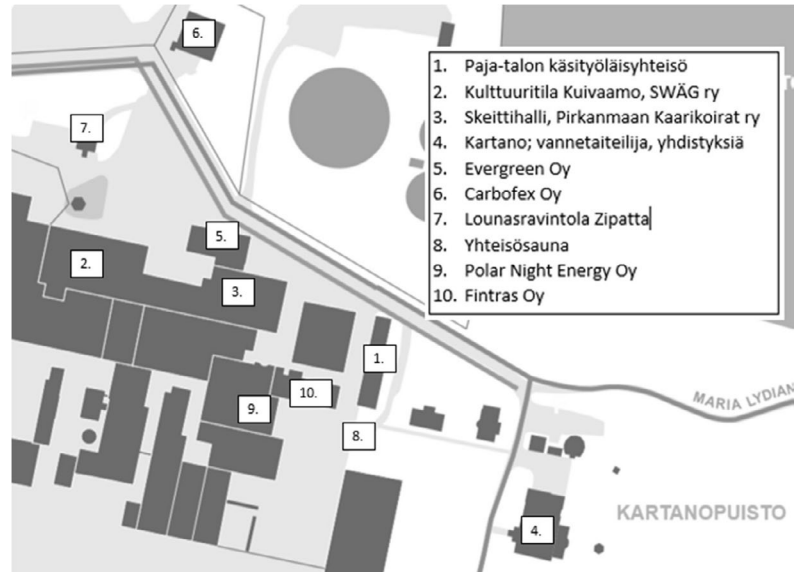 6.
7.
5.
2.
3.
1.
10.
9.
8.
4.
1. Paja-talon käsityöläisyhteisö
2. Kulttuuritila Kuivaamo, SWÄG ry
3. Skeittihalli, Pirkanmaan Kaarikoirat ry
4. Kartano; vannetaiteilija, yhdistyksiä
5. Evergreen Oy
6. Carbofex Oy
7. Lounasravintola Zipatta
8. Yhteisösauna
9. Polar Night Energy Oy
10. Fintras Oy
MARIA LYDIAN
KARTANOPUISTO